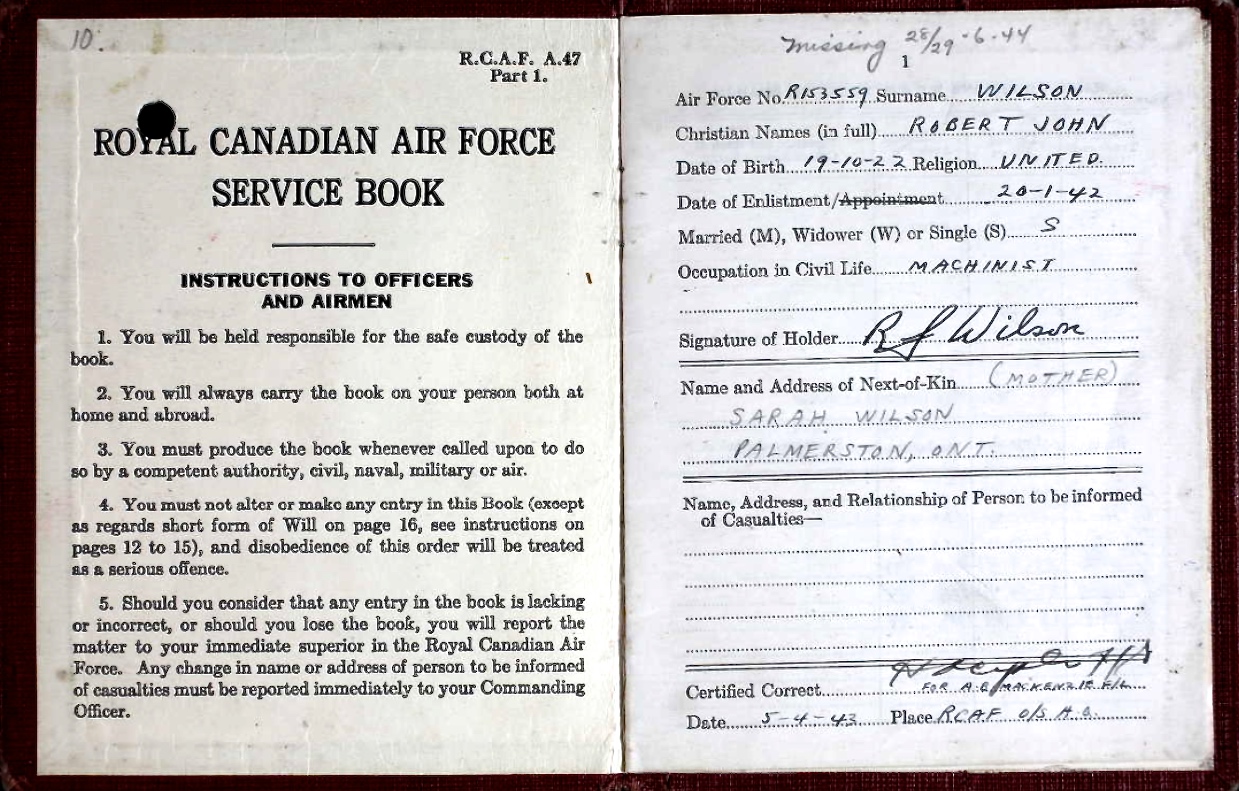 10.
R.C.A.F. A.47
Part 1.
ROYAL CANADIAN AIR FORCE
SERVICE BOOK
INSTRUCTIONS TO OFFICERS
AND AIRMEN
1. You will be held responsible for the safe custody of the
book.
2. You will always carry the book on your person both at
home and abroad.
3. You must produce the book whenever called upon to do
so by a competent authority, civil, naval, military or air.
4. You must not alter or make any entry in this Book (except
as regards short form of Will on page 16, see instructions on
pages 12 to 15), and disobedience of this order will be treated
as a serious offence.
5. Should you consider that any entry in the book is lacking
or incorrect, or should you lose the book, you will report the
matter to your immediate superior in the Royal Canadian Air
Force. Any change in name or address of person to be informed
of casualties must be reported immediately to your Commanding
Officer.
Missing 28/29-6-44
1
Air Force No. R153559 Surname WILSON
Christian Names (in full) ROBERT JOHN
Date of Birth 19-10-22 Religion UNITED.
Date of Enlistment/Appointment 20-1-42
Married (M), Widower (W) or Single (S) S
Occupation in Civil Life MACHINIST
Signature of Holder R J Wilson
Name and Address of Next-of-Kin (MOTHER)
SARAH WILSON
PALMERSTON, ONT.
Name, Address, and Relationship of Person to be informed
of Casualties—
Certified Correct
FOR A.E. MACKENZIE F/L
Date 5-4-43 Place RCAF O/S H.Q.